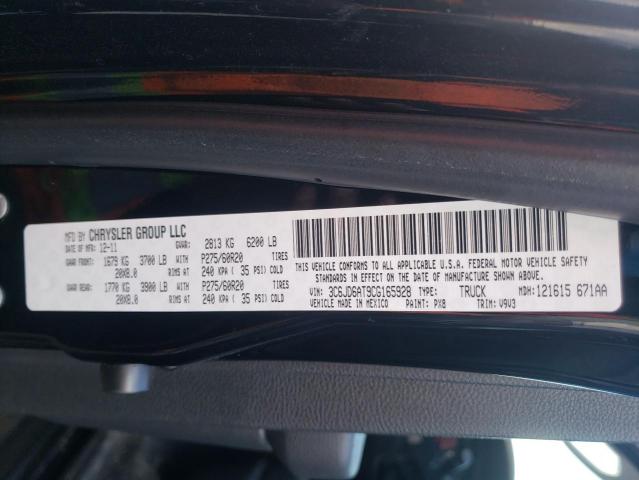 MFD BY CHRYSLER GROUP LLC
DATE OF MFR: 12-11 GVWR: 2813 KG 6200 LB
GAWR FRONT: 1679 KG 3700 LB WITH P275/60R20 TIRES
20X8.0 RIMS AT 240 KPA ( 35 PSI) COLD
GAWR REAR: 1770 KG 3900 LB WITH P275/60R20 TIRES
20X8.0 RIMS AT 240 KPA ( 35 PSI) COLD
THIS VEHICLE CONFORMS TO ALL APPLICABLE U.S.A. FEDERAL MOTOR VEHICLE SAFETY
STANDARDS IN EFFECT ON THE DATE OF MANUFACTURE SHOWN ABOVE.
VIN: 3C6JD6AT9CG165928 TYPE: TRUCK MDH: 121615 671AA
VEHICLE MADE IN MEXICO PAINT: PX8 TRIM: V9V3